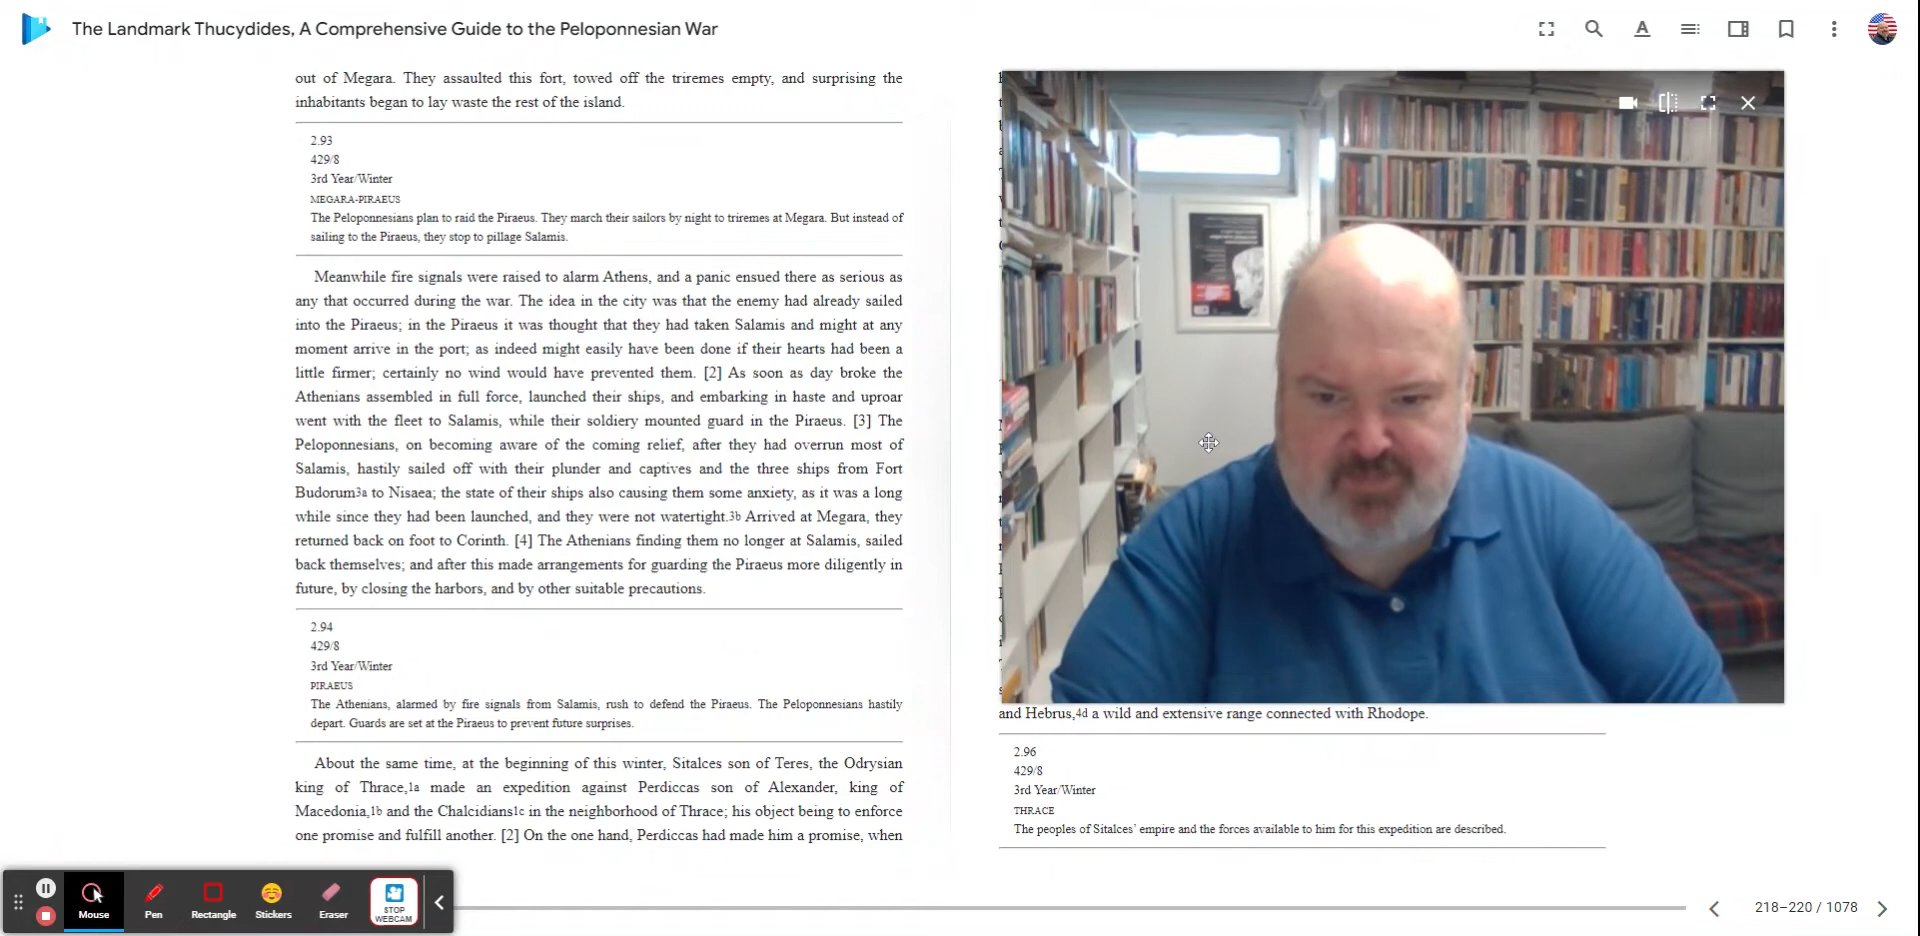 The Landmark Thucydides, A Comprehensive Guide to the Peloponnesian War
out of Megara. They assaulted this fort, towed off the triremes empty, and surprising the
inhabitants began to lay waste the rest of the island.
2.93
429/8
3rd Year/Winter
MEGARA-PIRAEUS
The Peloponnesians plan to raid the Piraeus. They march their sailors by night to triremes at Megara. But instead of
sailing to the Piraeus, they stop to pillage Salamis.
Meanwhile fire signals were raised to alarm Athens, and a panic ensued there as serious as
any that occurred during the war. The idea in the city was that the enemy had already sailed
into the Piraeus; in the Piraeus it was thought that they had taken Salamis and might at any
moment arrive in the port; as indeed might easily have been done if their hearts had been a
little firmer; certainly no wind would have prevented them. [2] As soon as day broke the
Athenians assembled in full force, launched their ships, and embarking in haste and uproar
went with the fleet to Salamis, while their soldiery mounted guard in the Piraeus. [3] The
Peloponnesians, on becoming aware of the coming relief, after they had overrun most of
Salamis, hastily sailed off with their plunder and captives and the three ships from Fort
Budorum3a to Nisaea; the state of their ships also causing them some anxiety, as it was a long
while since they had been launched, and they were not watertight.3b Arrived at Megara, they
returned back on foot to Corinth. [4] The Athenians finding them no longer at Salamis, sailed
back themselves; and after this made arrangements for guarding the Piraeus more diligently in
future, by closing the harbors, and by other suitable precautions.
2.94
429/8
3rd Year/Winter
PIRAEUS
The Athenians, alarmed by fire signals from Salamis, rush to defend the Piraeus. The Peloponnesians hastily
depart. Guards are set at the Piraeus to prevent future surprises.
About the same time, at the beginning of this winter, Sitalces son of Teres, the Odrysian
king of Thrace,1a made an expedition against Perdiccas son of Alexander, king of
Macedonia,1b and the Chalcidians1c in the neighborhood of Thrace; his object being to enforce
one promise and fulfill another. [2] On the one hand, Perdiccas had made him a promise, when
and Hebrus,4d a wild and extensive range connected with Rhodope.
2.96
429/8
3rd Year/Winter
THRACE
The peoples of Sitalces' empire and the forces available to him for this expedition are described.
Mouse
Pen
Rectangle
Stickers
Eraser
STOP
WEBCAM
218–220 / 1078